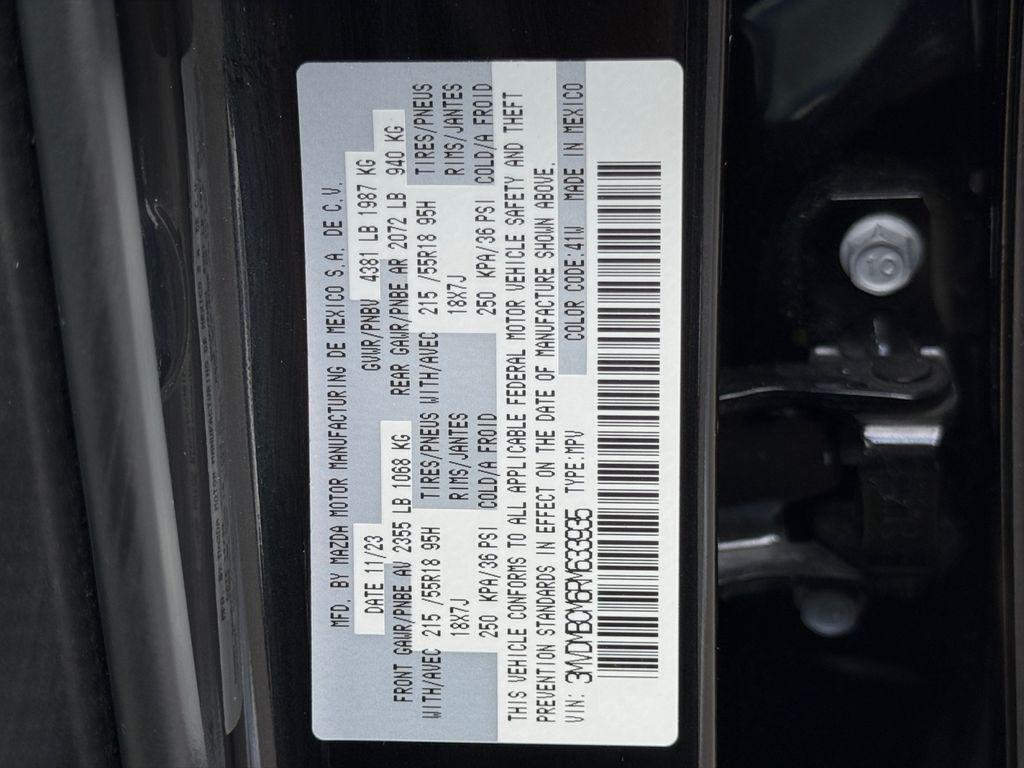 MFD. BY MAZDA MOTOR MANUFACTURING DE MEXICO S.A. DE C.V.
DATE 11/23 GVWR/PNBV 4381 LB 1987 KG
FRONT GAWR/PNBE AV 2355 LB 1068 KG REAR GAWR/PNBE AR 2072 LB 940 KG
WITH/AVEC 215 /55R18 95H TIRES/PNEUS WITH/AVEC 215 /55R18 95H TIRES/PNEUS
18X7J RIMS/JANTES 18X7J RIMS/JANTES
250 KPA/36 PSI COLD/A FROID 250 KPA/36 PSI COLD/A FROID
THIS VEHICLE CONFORMS TO ALL APPLICABLE FEDERAL MOTOR VEHICLE SAFETY AND THEFT
PREVENTION STANDARDS IN EFFECT ON THE DATE OF MANUFACTURE SHOWN ABOVE.
VIN: 3MVDMBCM6RM633935 TYPE:MPV COLOR CODE:41W MADE IN MEXICO
10